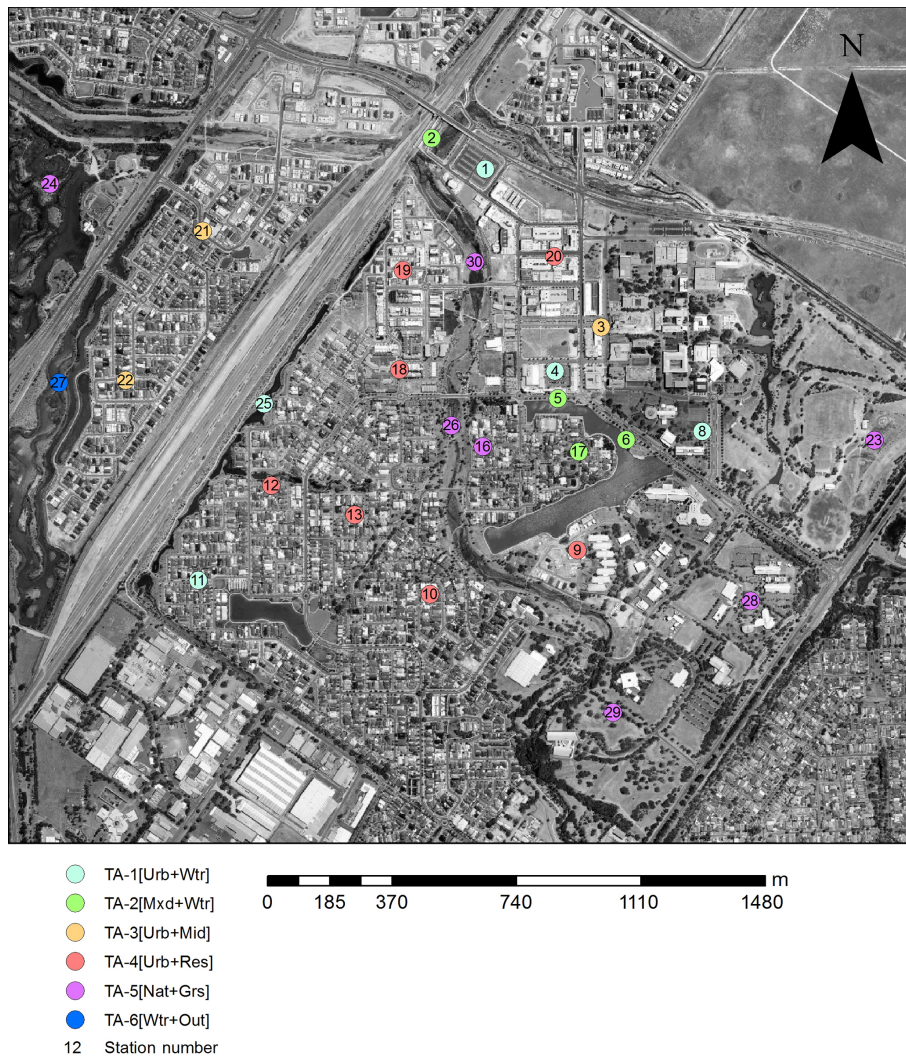 N
2
1
24
21
30
20
19
3
18
4
22
27
5
25
26
8
6
23
16
17
12
13
9
11
10
28
29
TA-1[Urb+Wtr]
TA-2[Mxd+Wtr]
TA-3[Urb+Mid]
TA-4[Urb+Res]
TA-5[Nat+Grs]
TA-6[Wtr+Out]
12 Station number
m
0 185 370 740 1110 1480